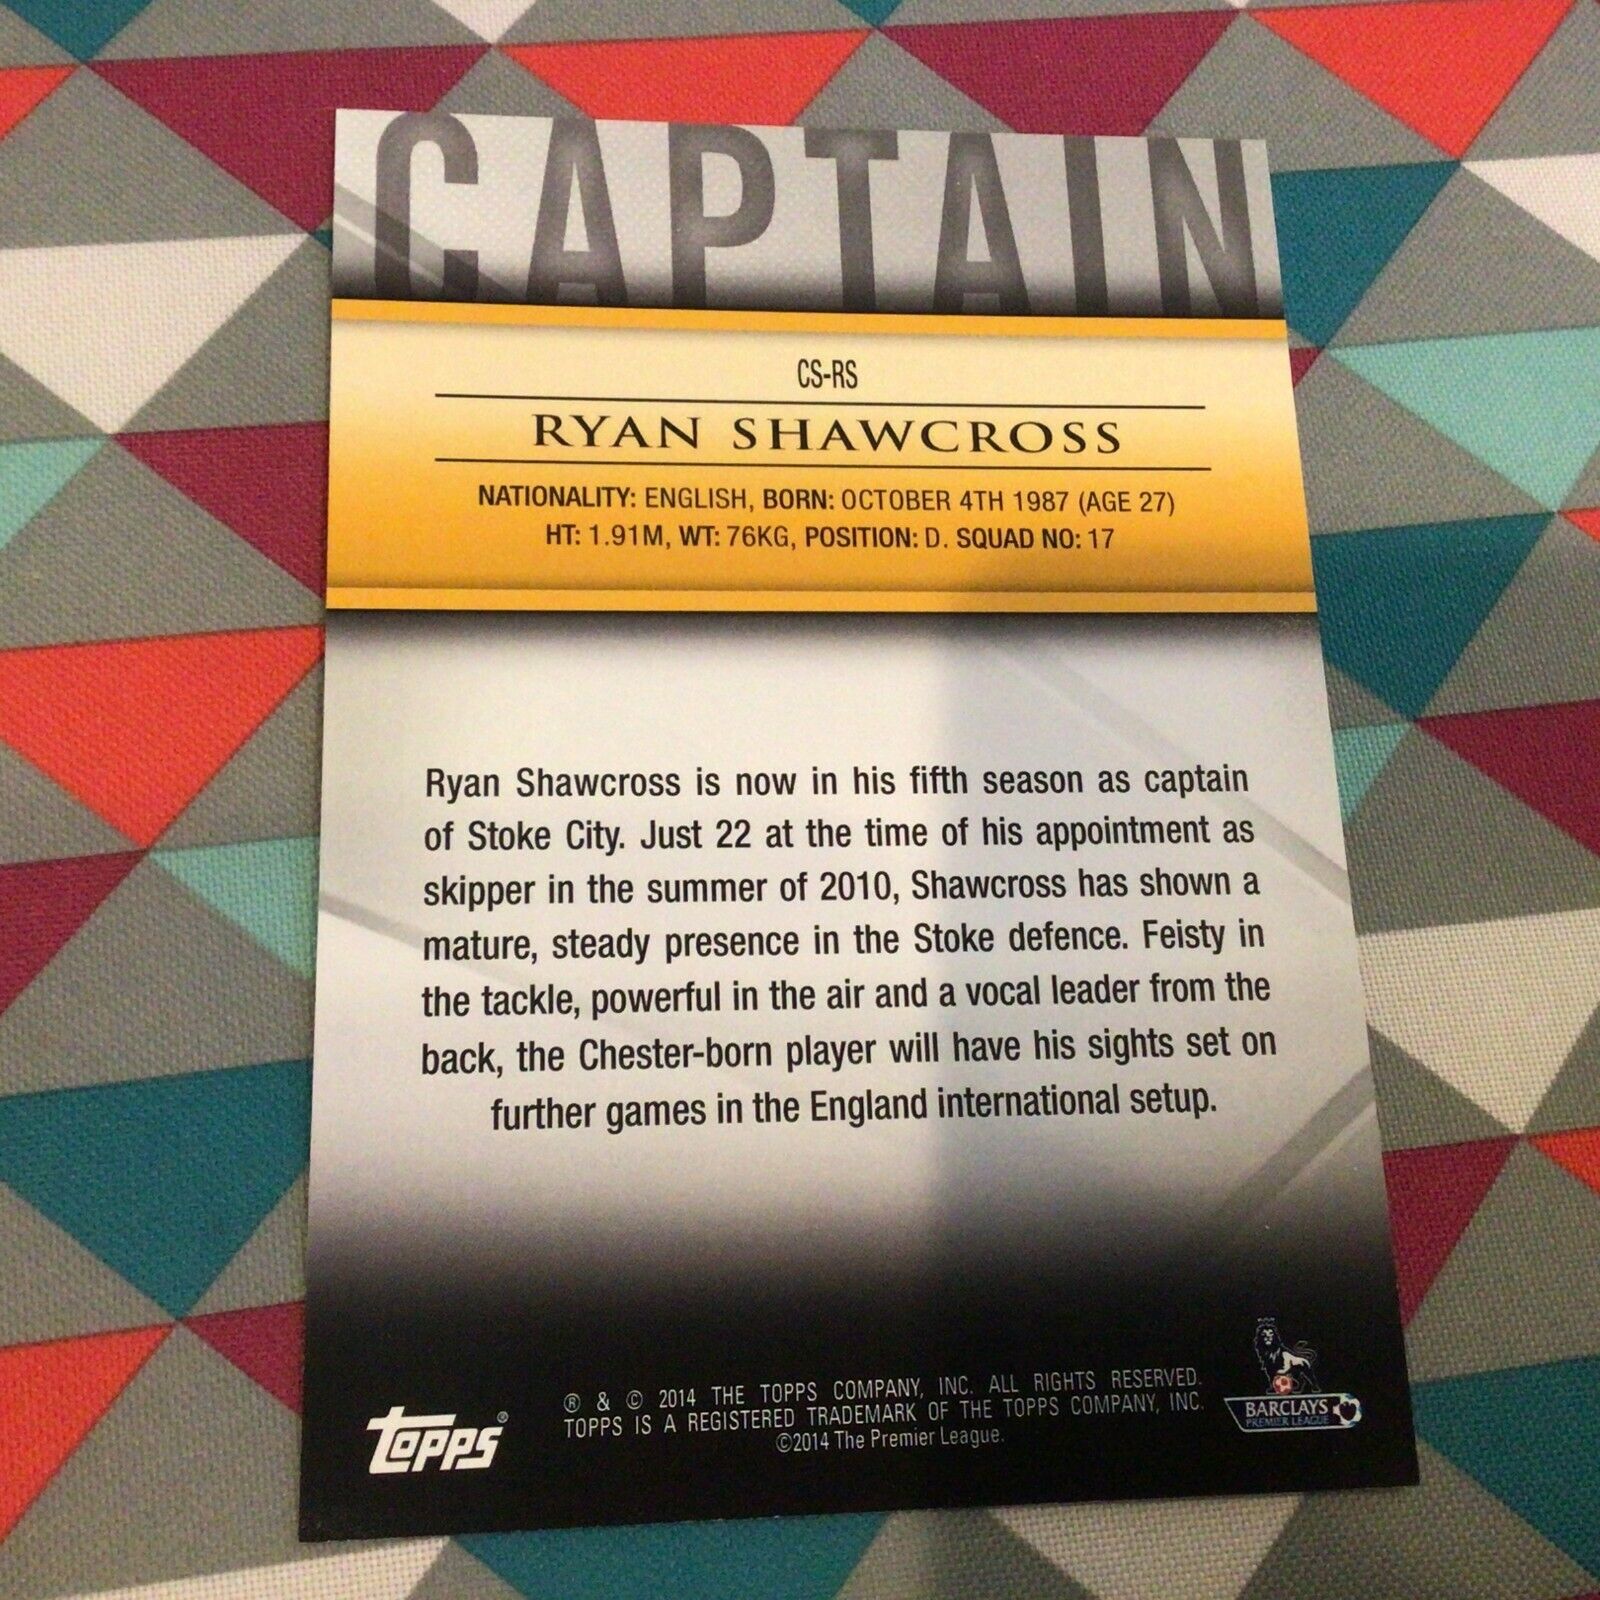 CAPTAIN
CS-RS
RYAN SHAWCROSS
NATIONALITY: ENGLISH, BORN: OCTOBER 4TH 1987 (AGE 27)
HT: 1.91M, WT: 76KG, POSITION: D. SQUAD NO: 17
Ryan Shawcross is now in his fifth season as captain
of Stoke City. Just 22 at the time of his appointment as
skipper in the summer of 2010, Shawcross has shown a
mature, steady presence in the Stoke defence. Feisty in
the tackle, powerful in the air and a vocal leader from the
back, the Chester-born player will have his sights set on
further games in the England international setup.
® & © 2014 THE TOPPS COMPANY, INC. ALL RIGHTS RESERVED.
TOPPS IS A REGISTERED TRADEMARK OF THE TOPPS COMPANY, INC.
©2014 The Premier League.
Topps®
BARCLAYS
PREMIER LEAGUE